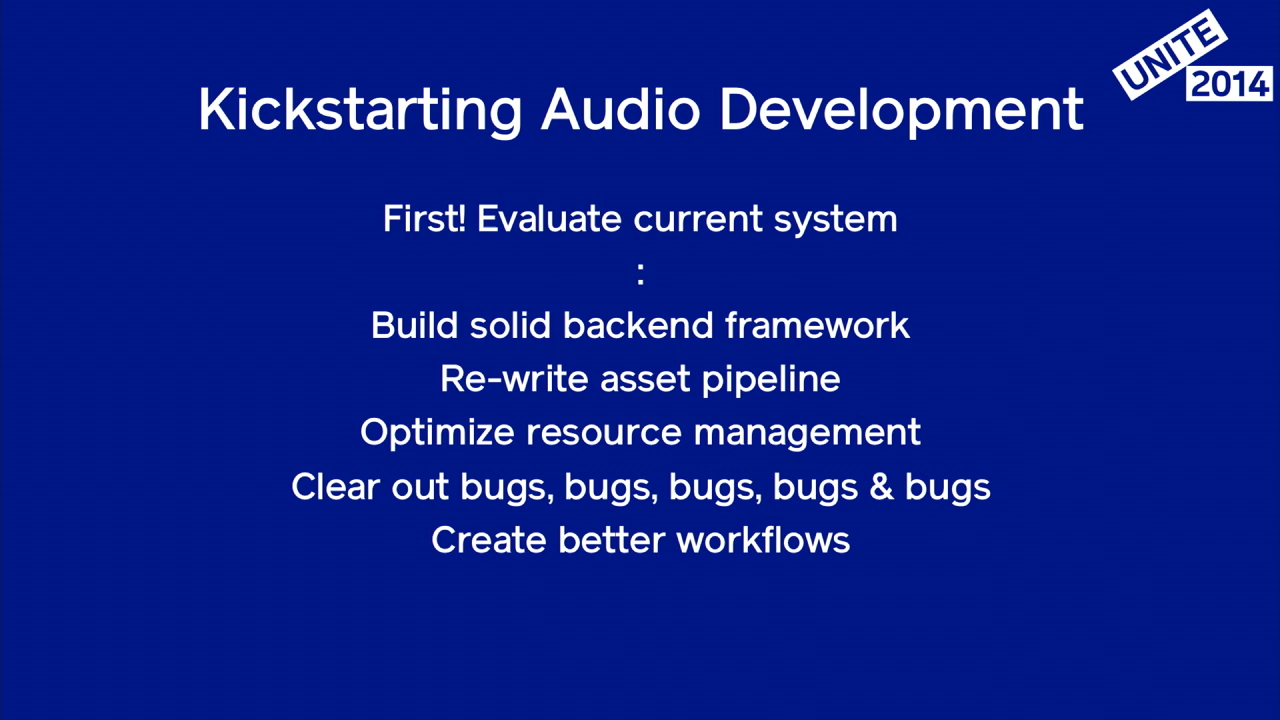 UNITE
2014
Kickstarting Audio Development
First! Evaluate current system
:
Build solid backend framework
Re-write asset pipeline
Optimize resource management
Clear out bugs, bugs, bugs, bugs & bugs
Create better workflows